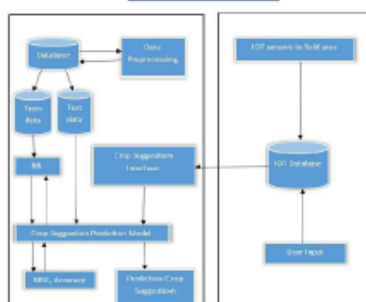 Database
Data
Preprocessing
Train
data
Test
data
ML
Crop Suggestion
Interface
Crop Suggestion Prediction Model
MSE, Accuracy
Prediction Crop
Suggestion
IOT sensors in field area
IOT Database
User Input